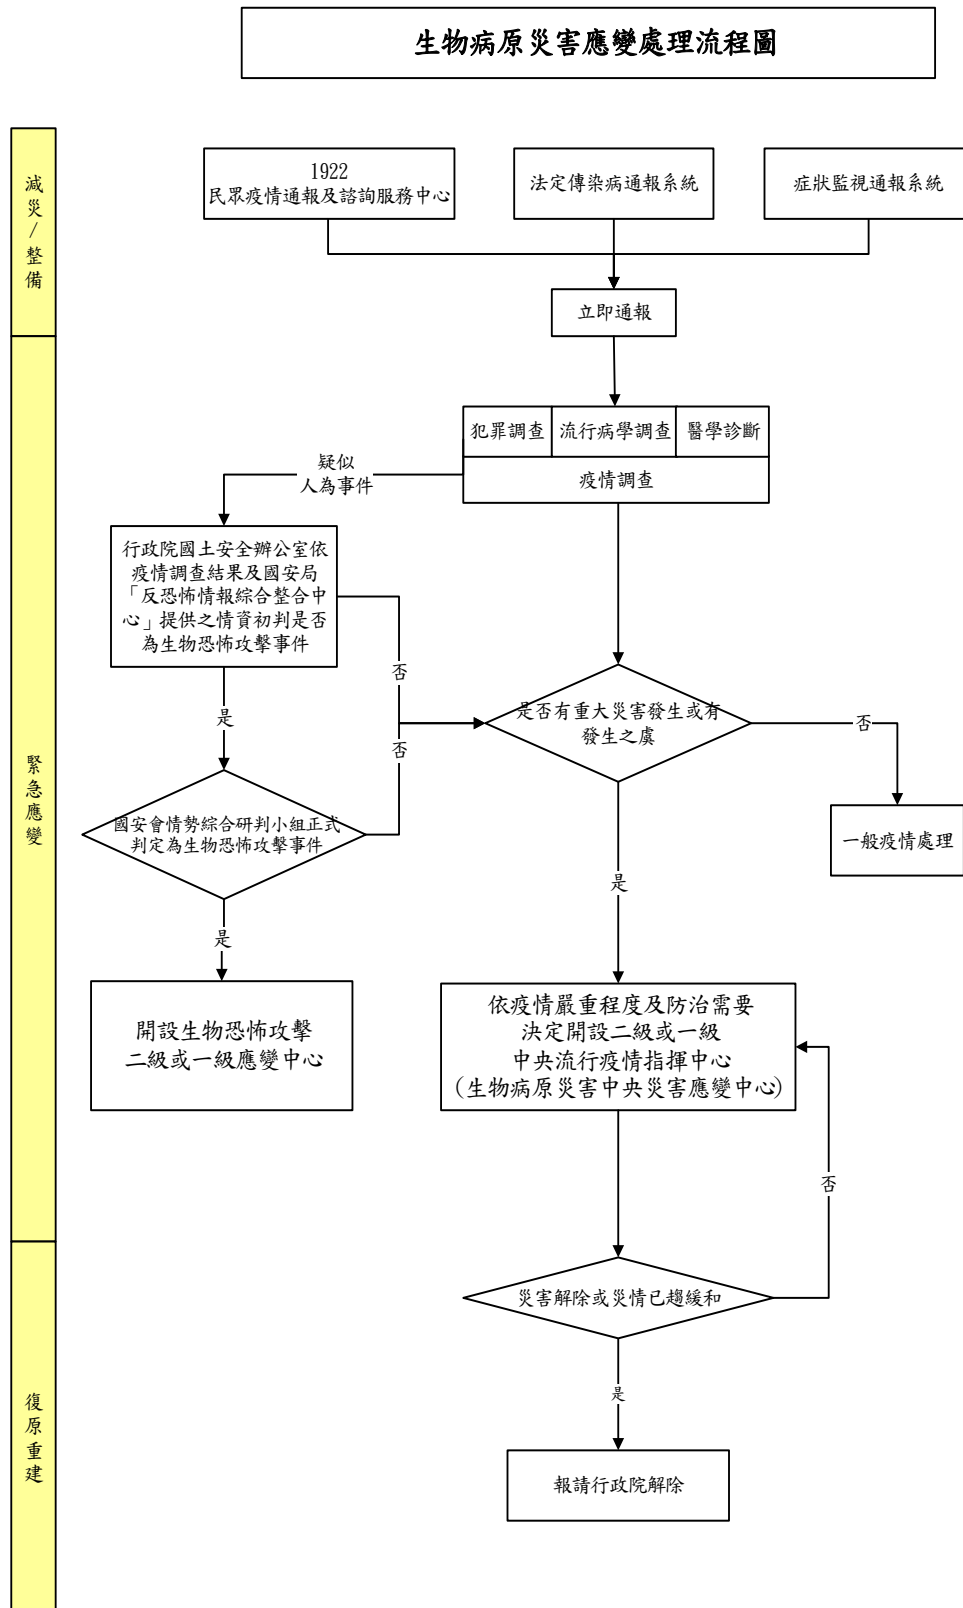 生物病原災害應變處理流程圖
減災/整備
1922
民眾疫情通報及諮詢服務中心
法定傳染病通報系統
症狀監視通報系統
立即通報
緊急應變
犯罪調查
流行病學調查
醫學診斷
疫情調查
疑似
人為事件
行政院國土安全辦公室依
疫情調查結果及國安局
「反恐怖情報綜合整合中
心」提供之情資初判是否
為生物恐怖攻擊事件
否
是
是否有重大災害發生或有
發生之虞
否
否
國安會情勢綜合研判小組正式
判定為生物恐怖攻擊事件
一般疫情處理
是
是
開設生物恐怖攻擊
二級或一級應變中心
依疫情嚴重程度及防治需要
決定開設二級或一級
中央流行疫情指揮中心
(生物病原災害中央災害應變中心)
否
復原重建
災害解除或災情已趨緩和
是
報請行政院解除